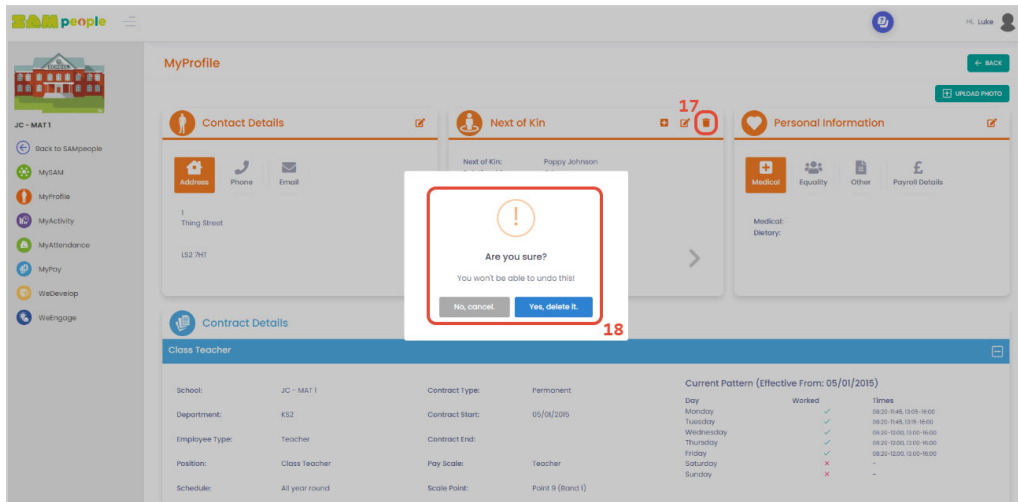 SAMpeople
Hi, Luke
MyProfile
← BACK
UPLOAD PHOTO
JC - MAT 1
Back to SAMpeople
MySAM
MyProfile
MyActivity
MyAttendance
MyPay
WeDevelop
WeEngage
Contact Details
Address
Phone
Email
1
Thing Street
LS2 7HT
Next of Kin
17
Next of Kin: Poppy Johnson
Personal Information
Medical
Equality
Other
Payroll Details
Medical:
Dietary:
!
Are you sure?
You won't be able to undo this!
No, cancel.
Yes, delete it.
18
Contract Details
Class Teacher
School: JC - MAT 1
Department: KS2
Employee Type: Teacher
Position: Class Teacher
Schedule: All year round
Contract Type: Permanent
Contract Start: 05/01/2015
Contract End:
Pay Scale: Teacher
Scale Point: Point 9 (Band 1)
Current Pattern (Effective From: 05/01/2015)
Day Worked Times
Monday ✓ 08:20-11:45, 13:05-16:00
Tuesday ✓ 08:20-11:45, 13:15-16:00
Wednesday ✓ 08:20-12:00, 13:00-16:00
Thursday ✓ 08:20-12:00, 13:00-16:00
Friday ✓ 08:20-12:00, 13:00-16:00
Saturday × -
Sunday × -